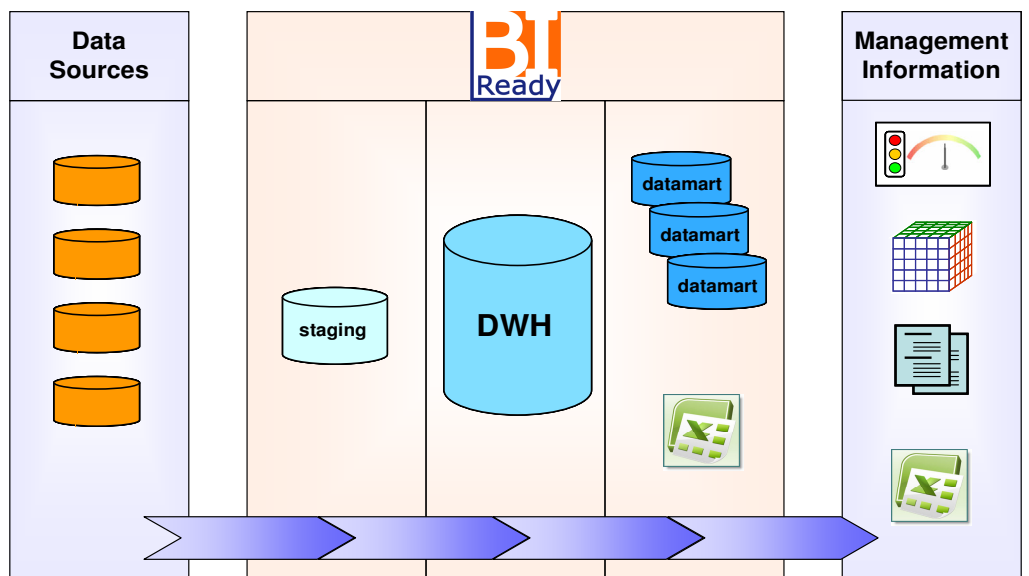 Data
Sources
BI
Ready
Management
Information
datamart
datamart
datamart
staging
DWH